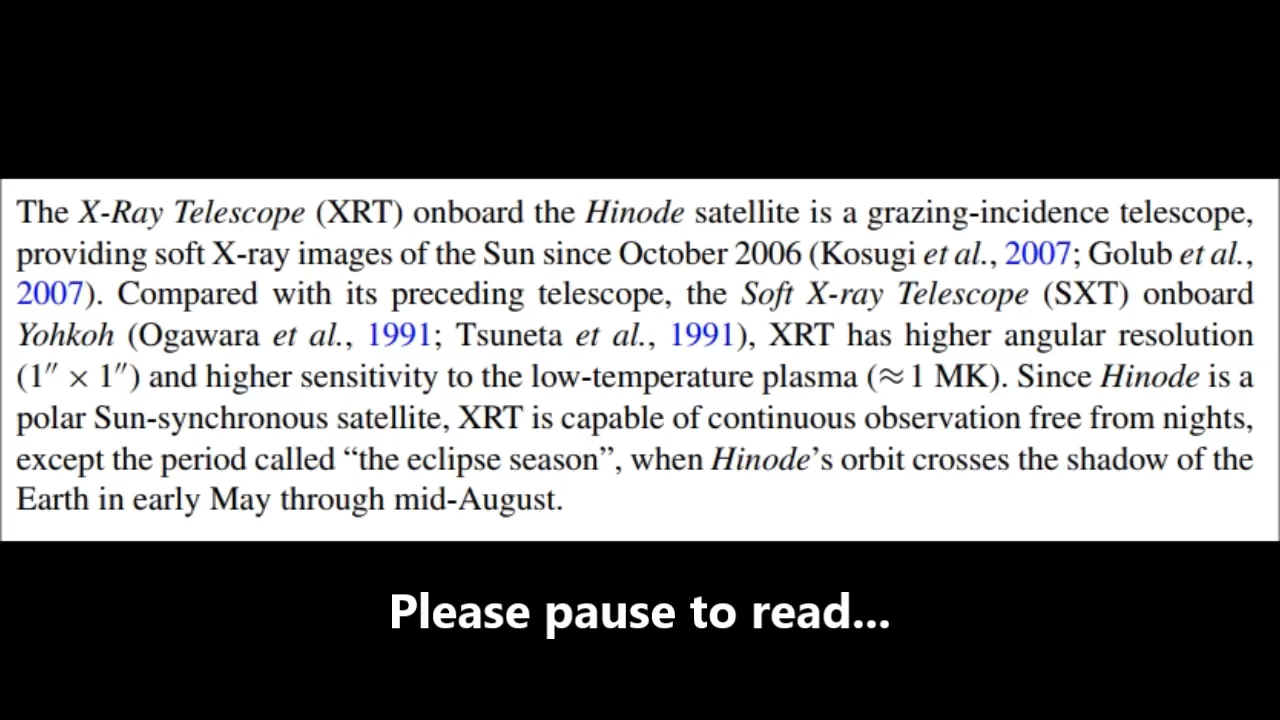 The X-Ray Telescope (XRT) onboard the Hinode satellite is a grazing-incidence telescope,
providing soft X-ray images of the Sun since October 2006 (Kosugi et al., 2007; Golub et al.,
2007). Compared with its preceding telescope, the Soft X-ray Telescope (SXT) onboard
Yohkoh (Ogawara et al., 1991; Tsuneta et al., 1991), XRT has higher angular resolution
(1″ × 1″) and higher sensitivity to the low-temperature plasma (≈ 1 MK). Since Hinode is a
polar Sun-synchronous satellite, XRT is capable of continuous observation free from nights,
except the period called “the eclipse season”, when Hinode’s orbit crosses the shadow of the
Earth in early May through mid-August.
Please pause to read...